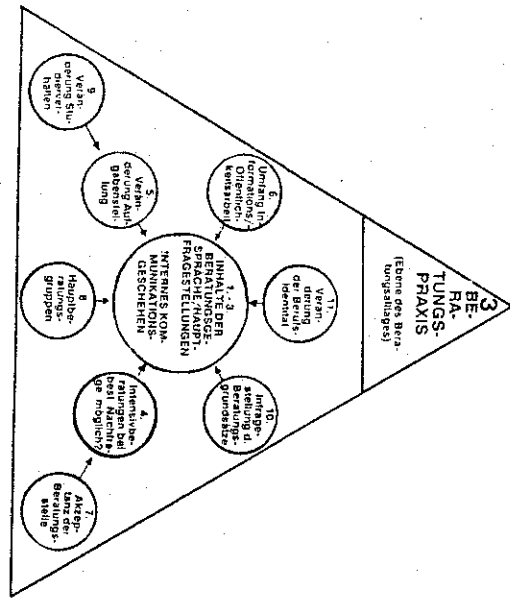 3
BE-
RA-
TUNGS-
PRAXIS
(Ebene des Bera-
tungsalltages)
11.
Verän-
derung
der Berufs-
identität
6.
Umfang In-
formations-/
Öffentlich-
keitsarbeit
10.
Infrage-
stellung d.
Beratungs-
grundsätze
5.
Verän-
derung Auf-
gabenstel-
lung
1. - 3.
INHALTE DER
BERATUNGSGE-
SPRÄCHE/HAUPT-
FRAGESTELLUNGEN
INTERNES KOM-
MUNIKATIONS-
GESCHEHEN
4.
Intensivbe-
ratungen bei
best. Nachfra-
ge möglich?
9.
Verän-
derung Stu-
dierver-
halten
8.
Hauptbe-
ratungs-
gruppen
7.
Akzep-
tanz der
Beratungs-
stelle